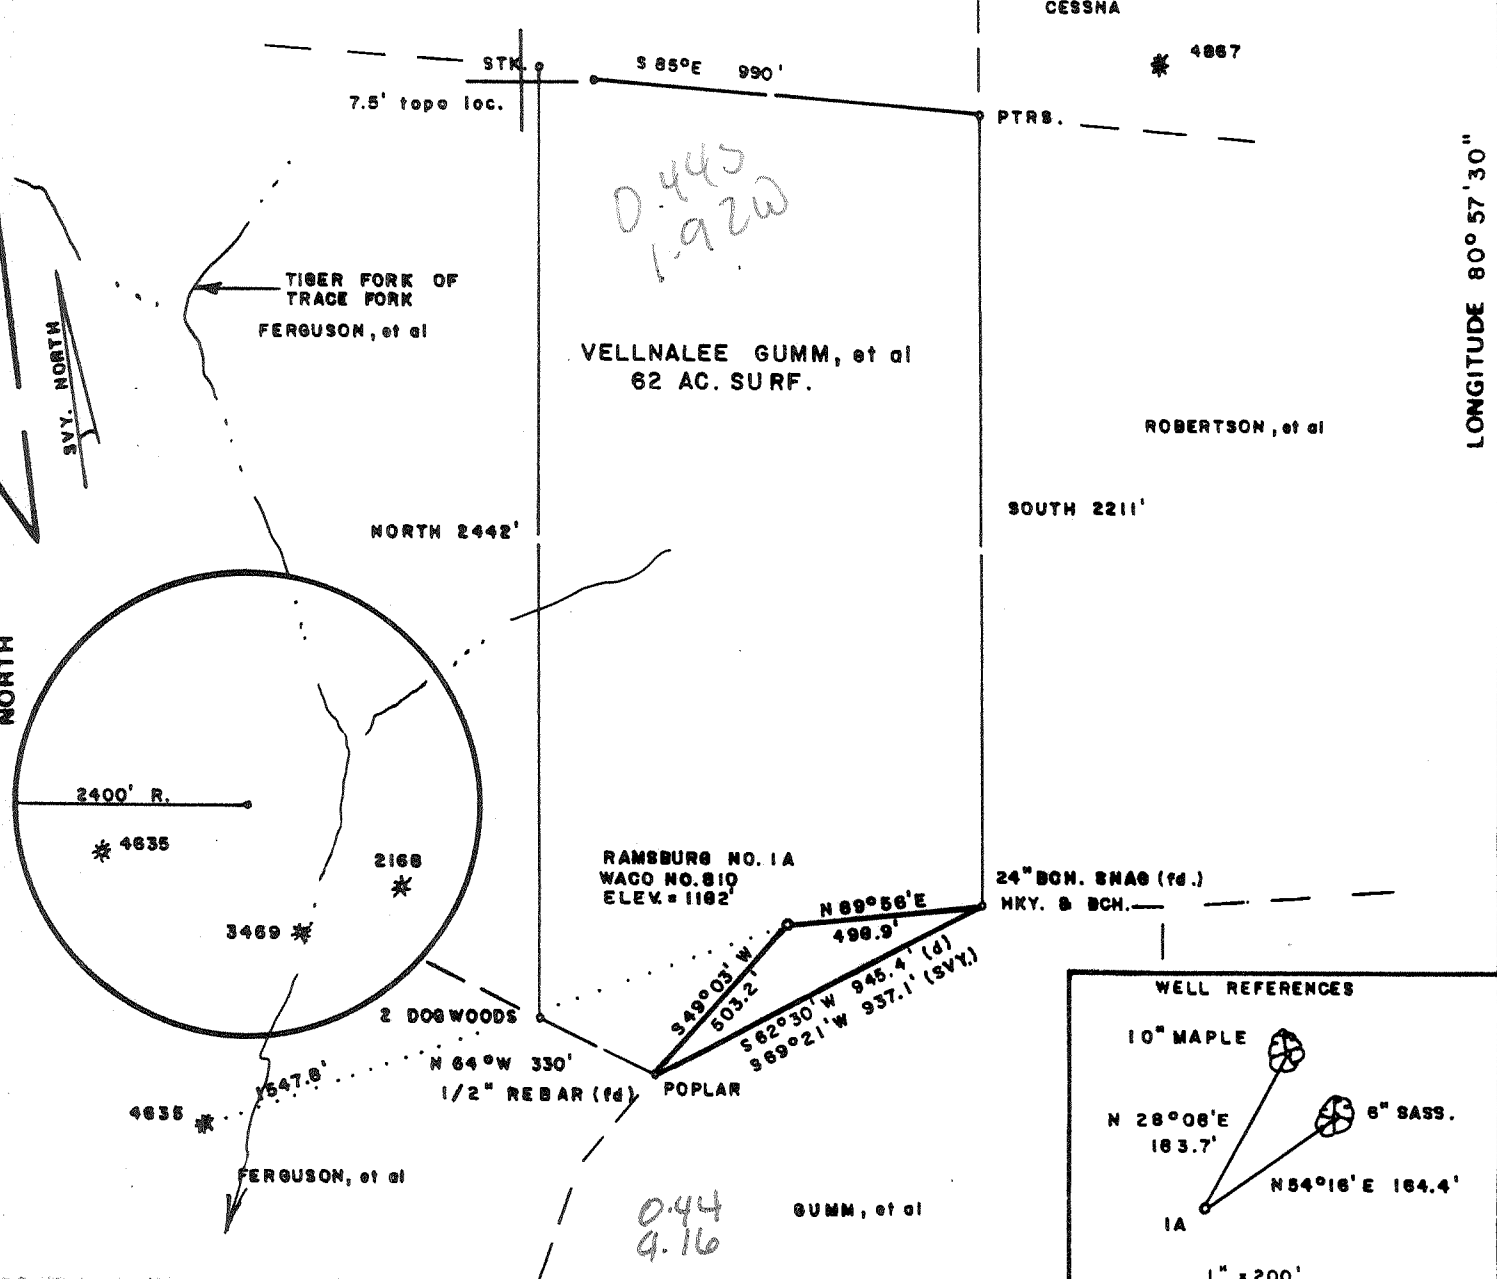 CESSNA
4867
STK.
S 85°E 990'
7.5' topo loc.
PTRS.
LONGITUDE 80° 57'30"
0.44S
1.92W
TIGER FORK OF
TRACE FORK
FERGUSON, et al
SVY. NORTH
VELLNALEE GUMM, et al
62 AC. SURF.
ROBERTSON, et al
NORTH 2442'
SOUTH 2211'
NORTH
2400' R.
4635
2168
3469
RAMSBURG NO. 1A
WACO NO. 810
ELEV. = 1182'
24" BCH. SNAG (fd.)
HKY. & BCH.
N 89°56'E
498.9'
S 49°03' W
503.2'
S 62°30' W 945.4' (d)
S 69°21' W 937.1' (SVY.)
2 DOGWOODS
N 64°W 330'
1/2" REBAR (fd)
POPLAR
1547.8'
4635
FERGUSON, et al
0.44
9.16
GUMM, et al
WELL REFERENCES
10" MAPLE
6" SASS.
N 28°08'E
163.7'
N54°16'E 164.4'
1A
1" = 200'